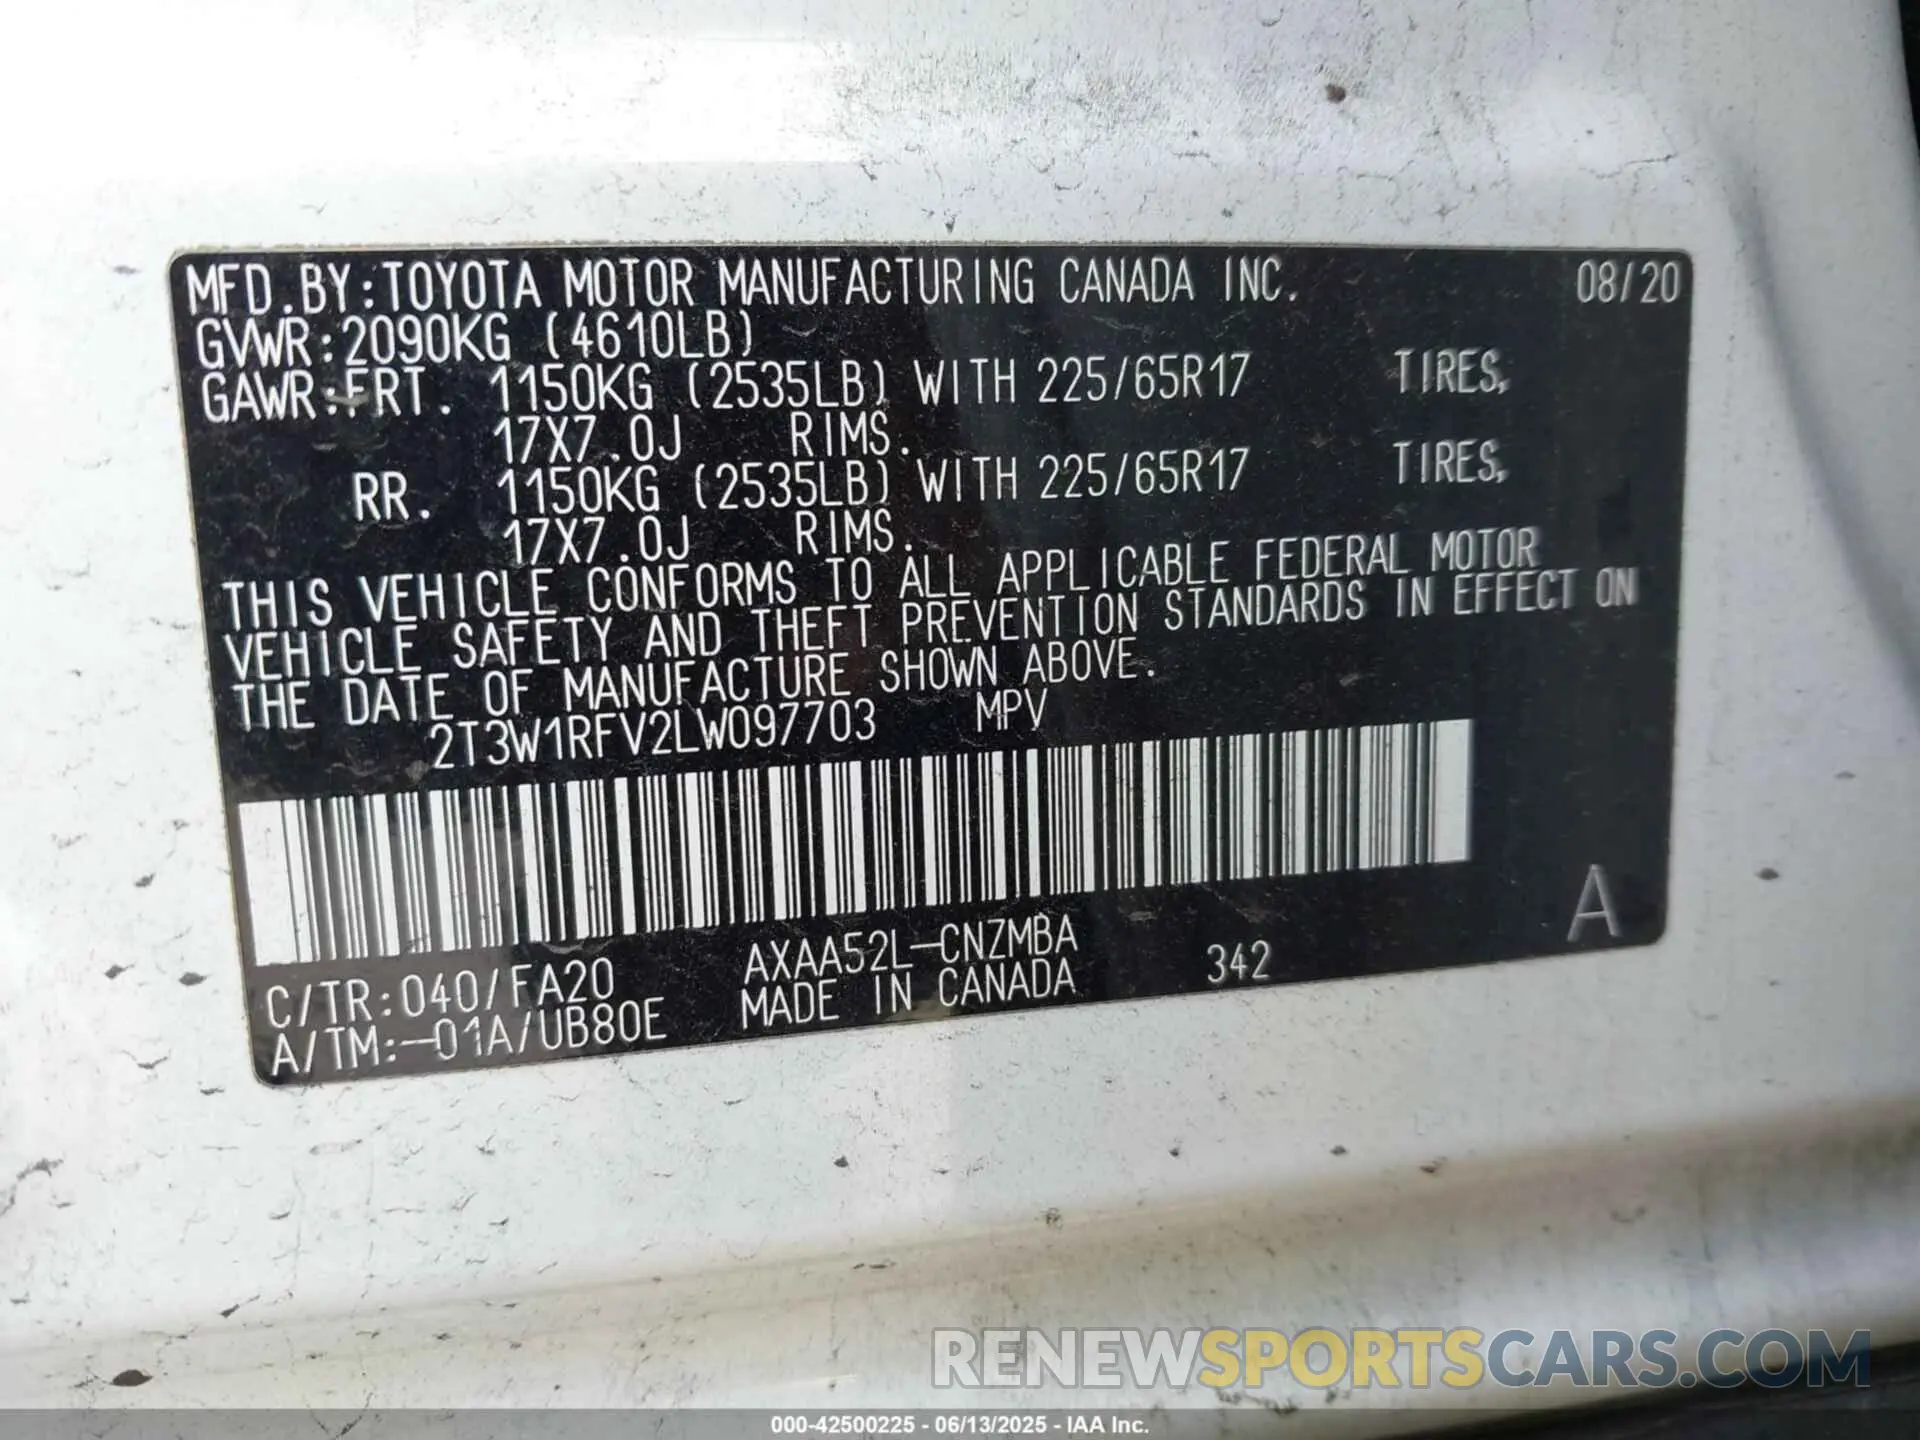 MFD.BY:TOYOTA MOTOR MANUFACTURING CANADA INC. 08/20
GVWR:2090KG (4610LB)
GAWR:FRT. 1150KG (2535LB) WITH 225/65R17 TIRES,
17X7.0J RIMS.
RR. 1150KG (2535LB) WITH 225/65R17 TIRES,
17X7.0J RIMS.
THIS VEHICLE CONFORMS TO ALL APPLICABLE FEDERAL MOTOR
VEHICLE SAFETY AND THEFT PREVENTION STANDARDS IN EFFECT ON
THE DATE OF MANUFACTURE SHOWN ABOVE.
2T3W1RFV2LW097703 MPV
A
C/TR:040/FA20 AXAA52L-CNZMBA 342
A/TM:-01A/UB80E MADE IN CANADA
RENEWSPORTSCARS.COM
000-42500225 - 06/13/2025 - IAA Inc.